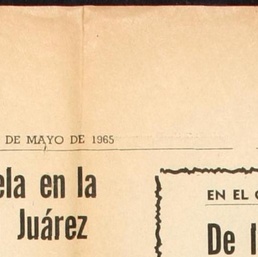 DE MAYO DE 1965
ela en la
Juárez
EN EL
De l